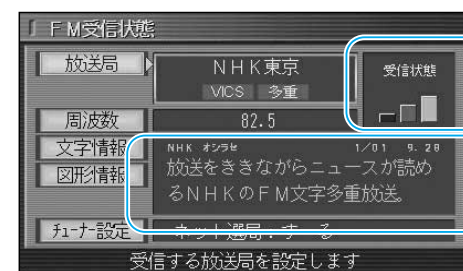 FM受信状態
放送局
NHK東京
VICS 多重
受信状態
周波数
82.5
文字情報
図形情報
NHK オシラセ 1/01 9.28
放送をききながらニュースが読め
るNHKのFM文字多重放送。
チューナー設定
ネット選局:する
受信する放送局を設定します